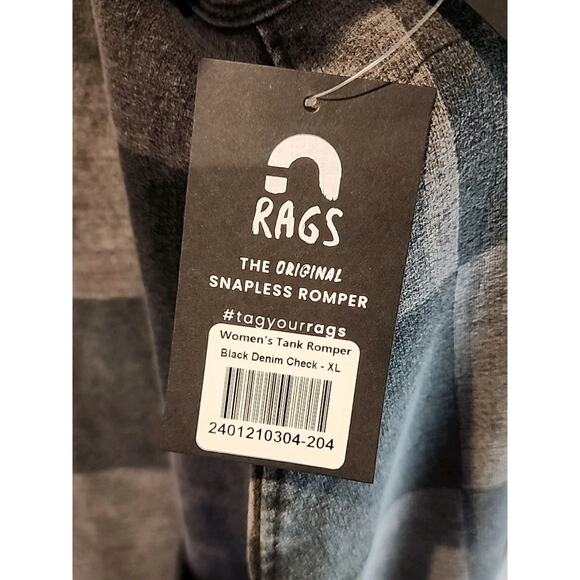 RAGS
THE ORIGINAL
SNAPLESS ROMPER
#tagyourrags
Women's Tank Romper
Black Denim Check - XL
2401210304-204